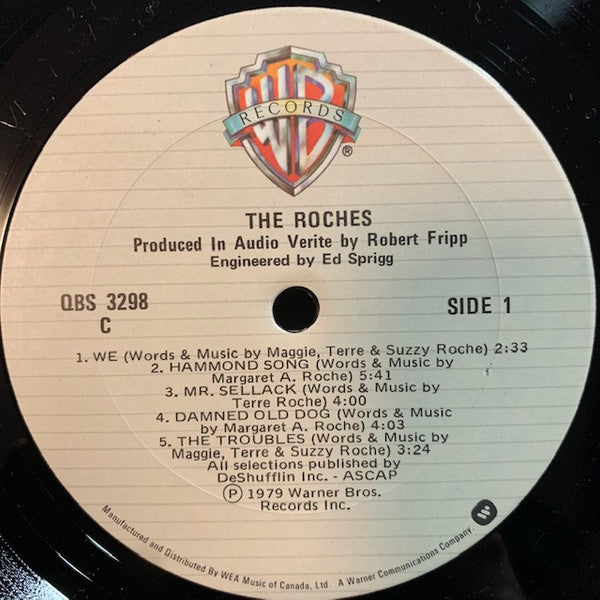 WB
RECORDS
®
THE ROCHES
Produced In Audio Verite by Robert Fripp
Engineered by Ed Sprigg
QBS 3298
C
SIDE 1
1. WE (Words & Music by Maggie, Terre & Suzzy Roche) 2:33
2. HAMMOND SONG (Words & Music by
Margaret A. Roche) 5:41
3. MR. SELLACK (Words & Music by
Terre Roche) 4:00
4. DAMNED OLD DOG (Words & Music
by Margaret A. Roche) 4:03
5. THE TROUBLES (Words & Music by
Maggie, Terre & Suzzy Roche) 3:24
All selections published by
DeShufflin Inc. - ASCAP
Ⓟ 1979 Warner Bros.
Records Inc.
Manufactured and Distributed By WEA Music of Canada, Ltd. A Warner Communications Company.